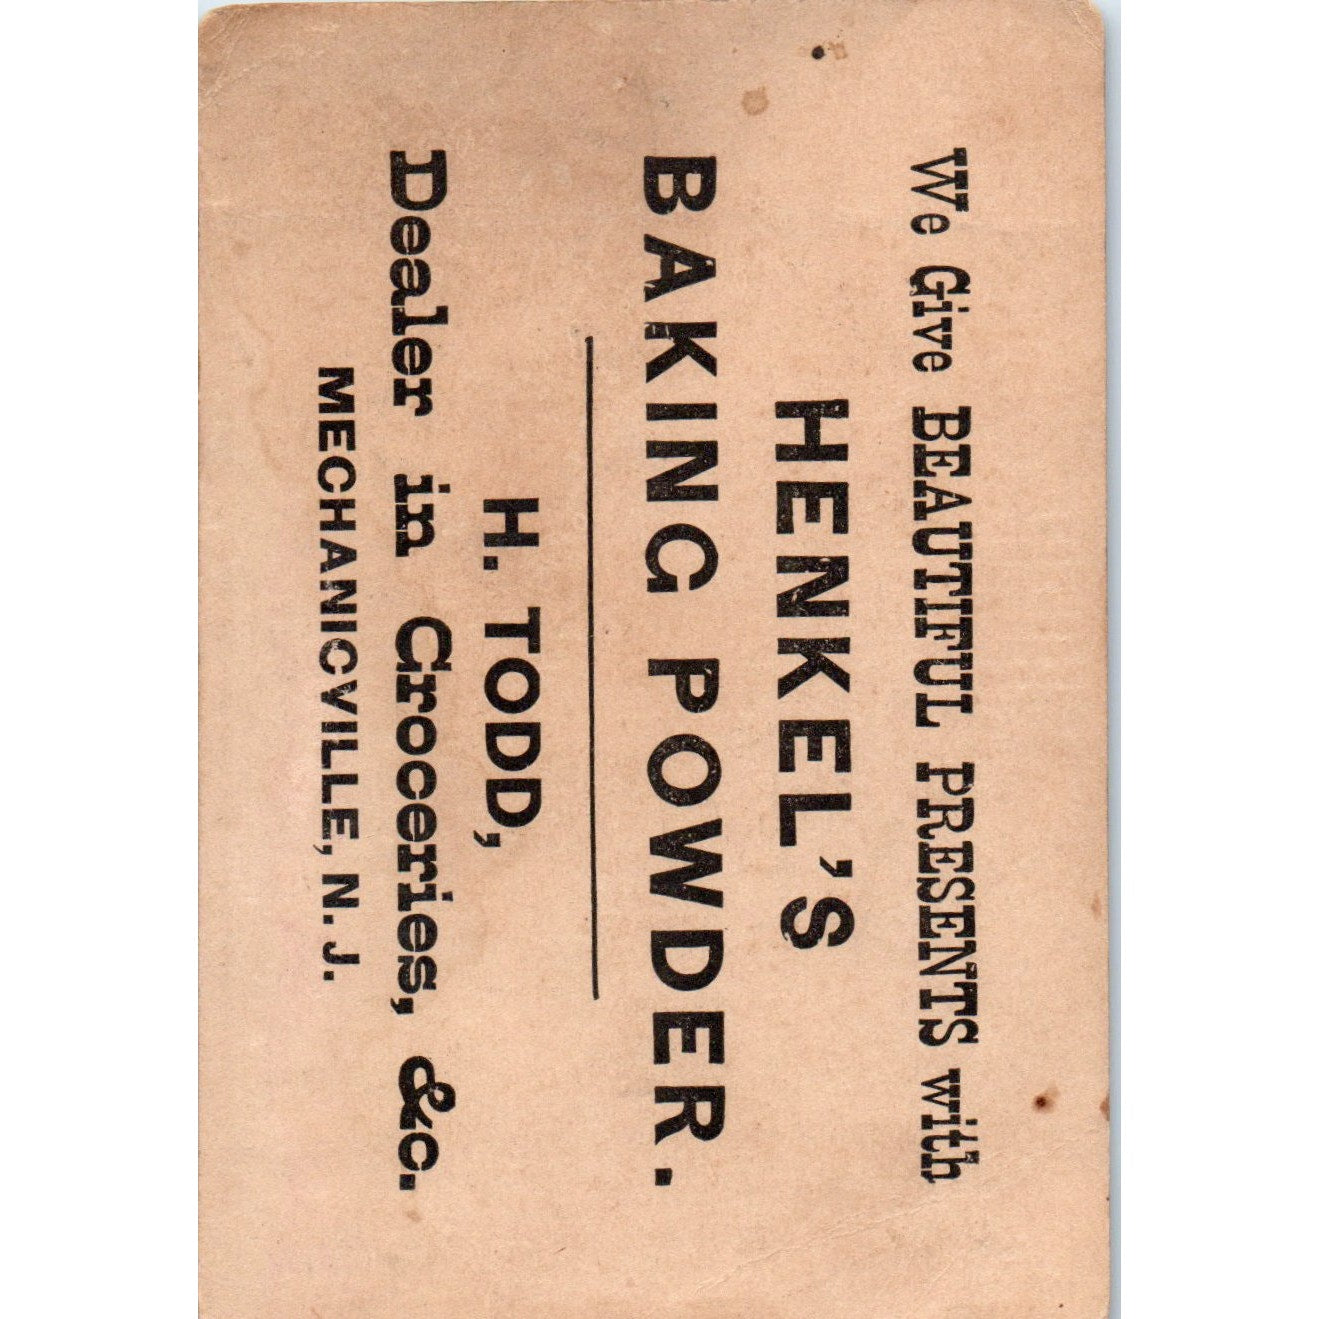 We Give BEAUTIFUL PRESENTS with
HENKEL'S
BAKING POWDER.
H. TODD,
Dealer in Groceries, &c.
MECHANICVILLE, N. J.